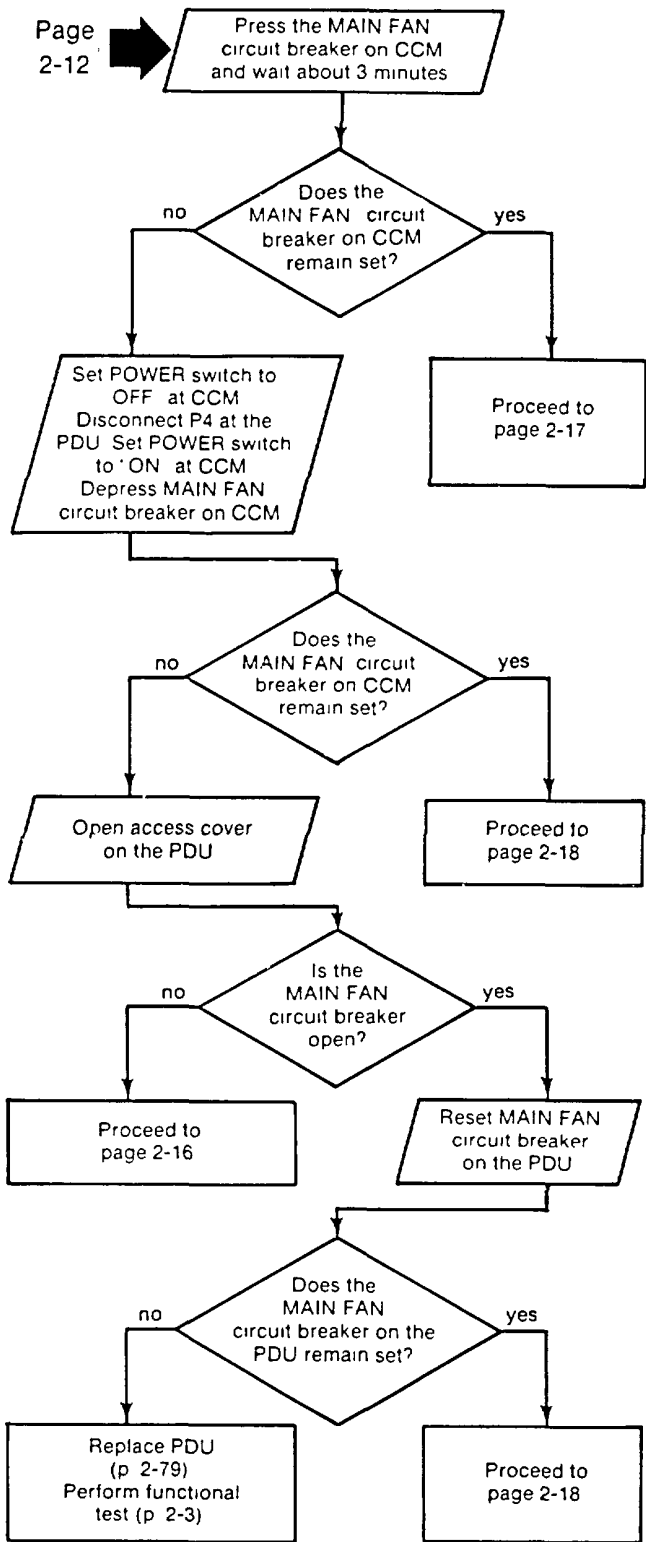 Page
2-12
Press the MAIN FAN
circuit breaker on CCM
and wait about 3 minutes
Does the
MAIN FAN circuit
breaker on CCM
remain set?
no
yes
Set POWER switch to
OFF at CCM
Disconnect P4 at the
PDU Set POWER switch
to 'ON at CCM
Depress MAIN FAN
circuit breaker on CCM
Proceed to
page 2-17
Does the
MAIN FAN circuit
breaker on CCM
remain set?
no
yes
Open access cover
on the PDU
Proceed to
page 2-18
Is the
MAIN FAN
circuit breaker
open?
no
yes
Proceed to
page 2-16
Reset MAIN FAN
circuit breaker
on the PDU
Does the
MAIN FAN
circuit breaker on the
PDU remain set?
no
yes
Replace PDU
(p 2-79)
Perform functional
test (p 2-3)
Proceed to
page 2-18